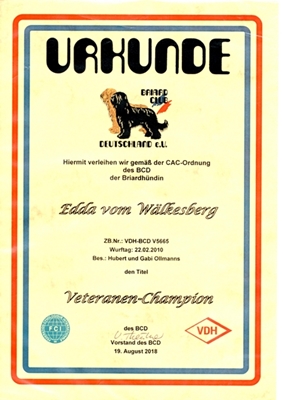 URKUNDE
BRIARD
CLUB
DEUTSCHLAND e.V.
Hiermit verleihen wir gemäß der CAC-Ordnung
des BCD
der Briardhündin
Edda vom Wälkesberg
ZB.Nr.: VDH-BCD V5665
Wurftag: 22.02.2010
Bes.: Hubert und Gabi Ollmanns
den Titel
Veteranen-Champion
FCI
VDH
des BCD
Vorstand des BCD
19. August 2018